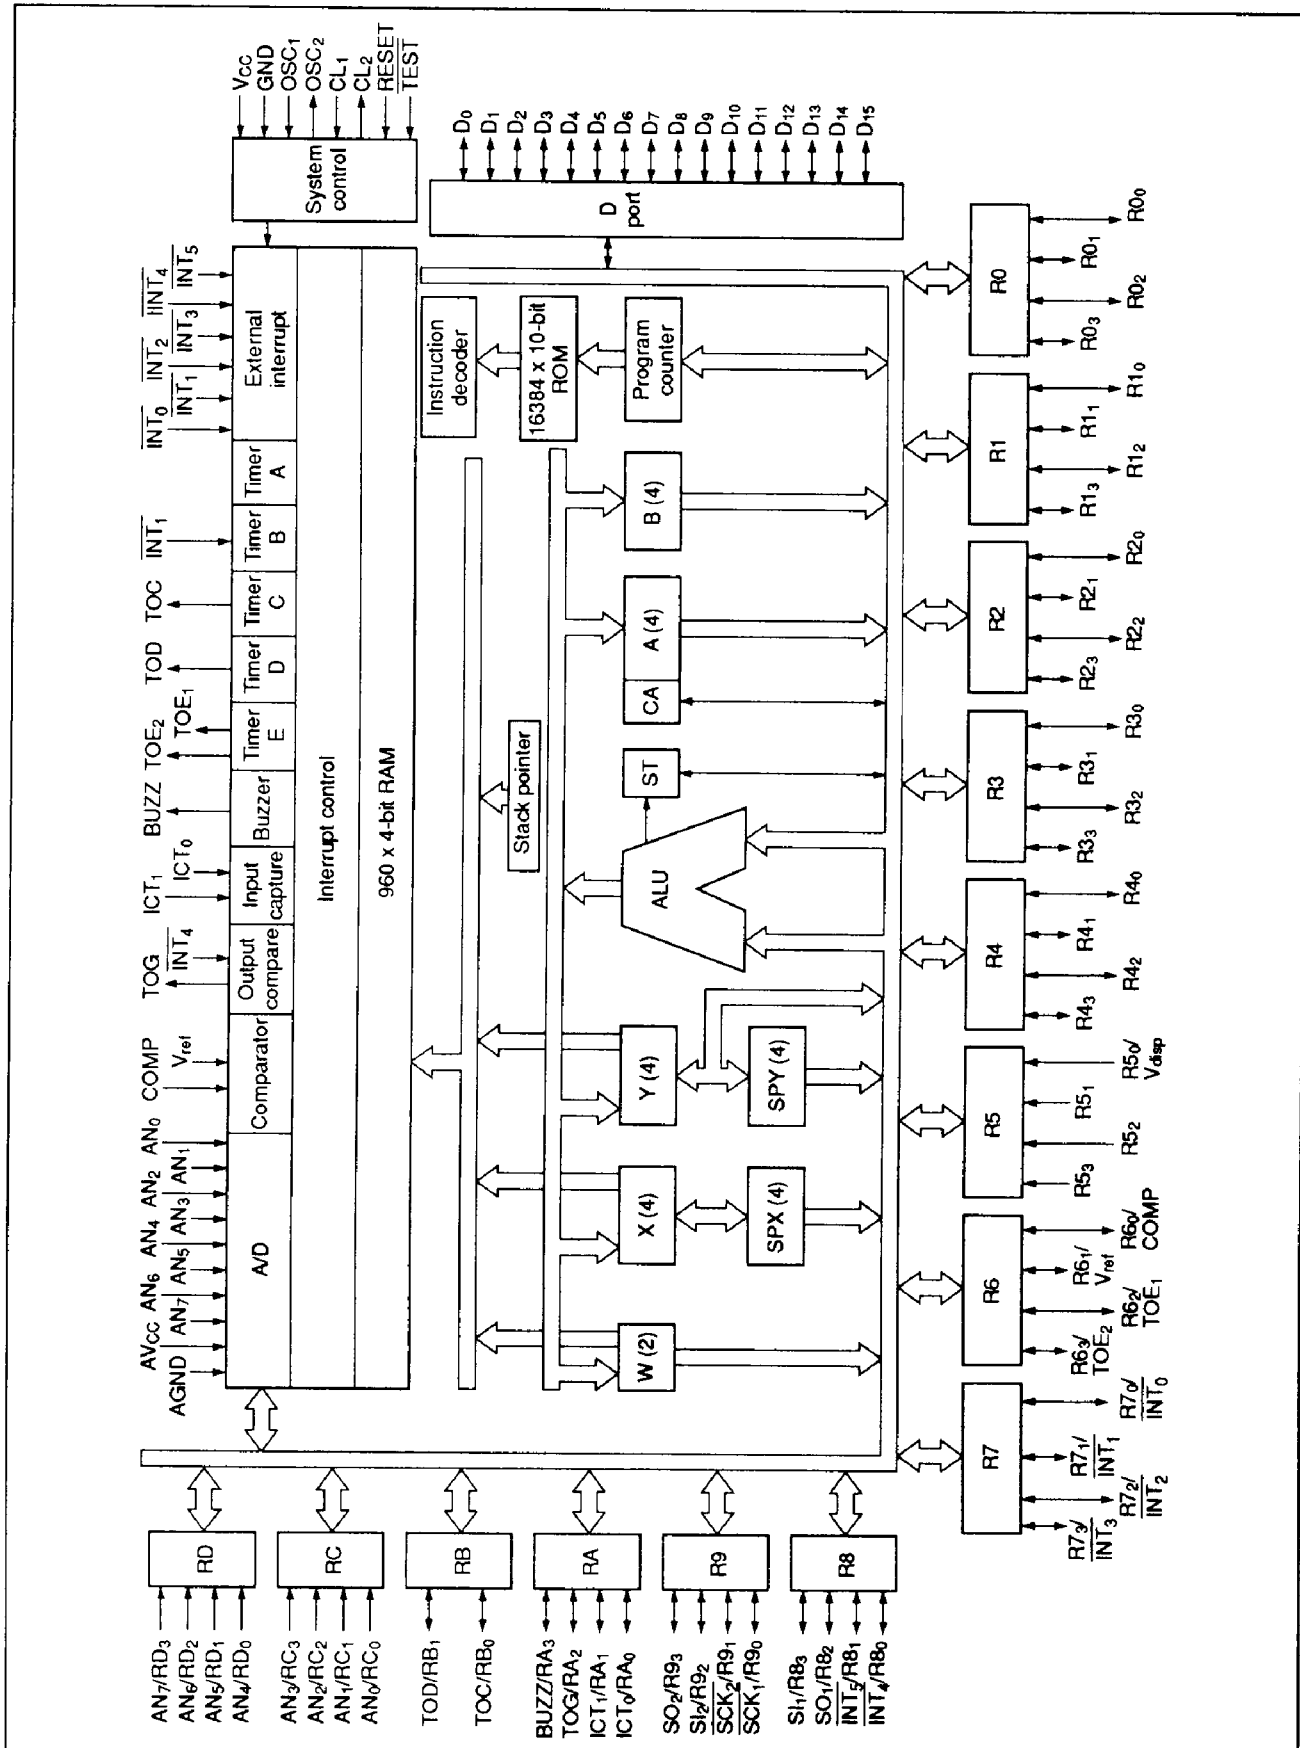 VCC
GND
OSC1
OSC2
CL1
CL2
RESET
TEST
System
control
D0
D1
D2
D3
D4
D5
D6
D7
D8
D9
D10
D11
D12
D13
D14
D15
D
port
INT0
INT1
INT2
INT3
INT4
INT5
External
interrupt
Timer
A
INT1
Timer
B
TOC
Timer
C
TOD
Timer
D
TOE1
TOE2
Timer
E
BUZZ
Buzzer
ICT0
ICT1
Input
capture
INT4
TOG
Output
compare
Vref
COMP
Comparator
AN0
AN1
AN2
AN3
AN4
AN5
AN6
AN7
AVCC
AGND
A/D
Interrupt control
960 x 4-bit RAM
Instruction
decoder
16384 x 10-bit
ROM
Program
counter
Stack pointer
B (4)
A (4)
CA
ST
ALU
Y (4)
SPY (4)
X (4)
SPX (4)
W (2)
R0
R00
R01
R02
R03
R1
R10
R11
R12
R13
R2
R20
R21
R22
R23
R3
R30
R31
R32
R33
R4
R40
R41
R42
R43
R5
R50/
Vdisp
R51
R52
R53
R6
R60/
COMP
R61/
Vref
R62/
TOE1
R63/
TOE2
R7
R70/
INT0
R71/
INT1
R72/
INT2
R73/
INT3
RD
AN7/RD3
AN6/RD2
AN5/RD1
AN4/RD0
RC
AN3/RC3
AN2/RC2
AN1/RC1
AN0/RC0
RB
TOD/RB1
TOC/RB0
RA
BUZZ/RA3
TOG/RA2
ICT1/RA1
ICT0/RA0
R9
SO2/R93
SI2/R92
SCK2/R91
SCK1/R90
R8
SI1/R83
SO1/R82
INT5/R81
INT4/R80